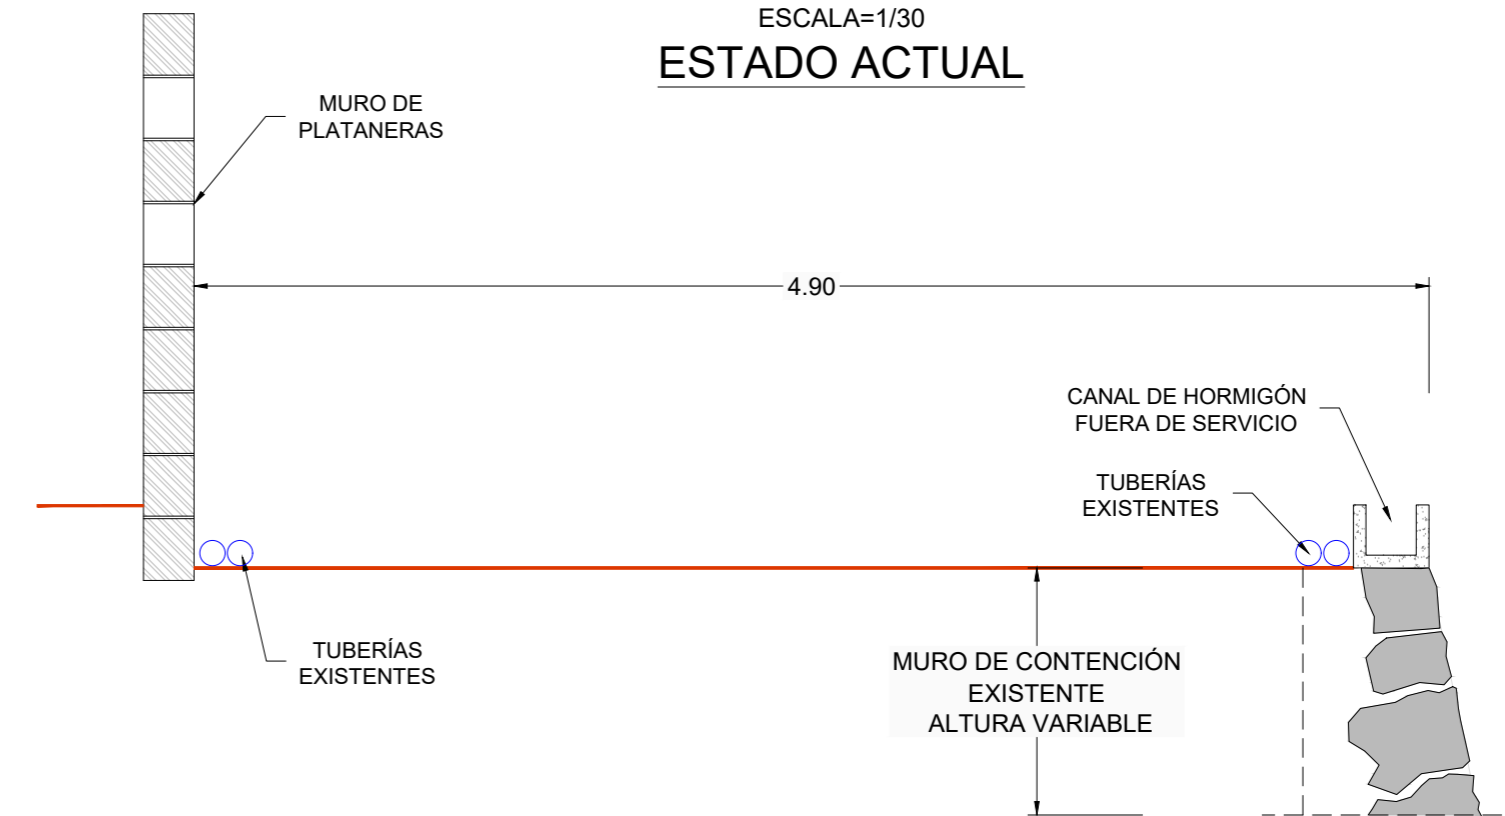 ESCALA=1/30
ESTADO ACTUAL
MURO DE
PLATANERAS
4.90
CANAL DE HORMIGÓN
FUERA DE SERVICIO
TUBERÍAS
EXISTENTES
TUBERÍAS
EXISTENTES
MURO DE CONTENCIÓN
EXISTENTE
ALTURA VARIABLE